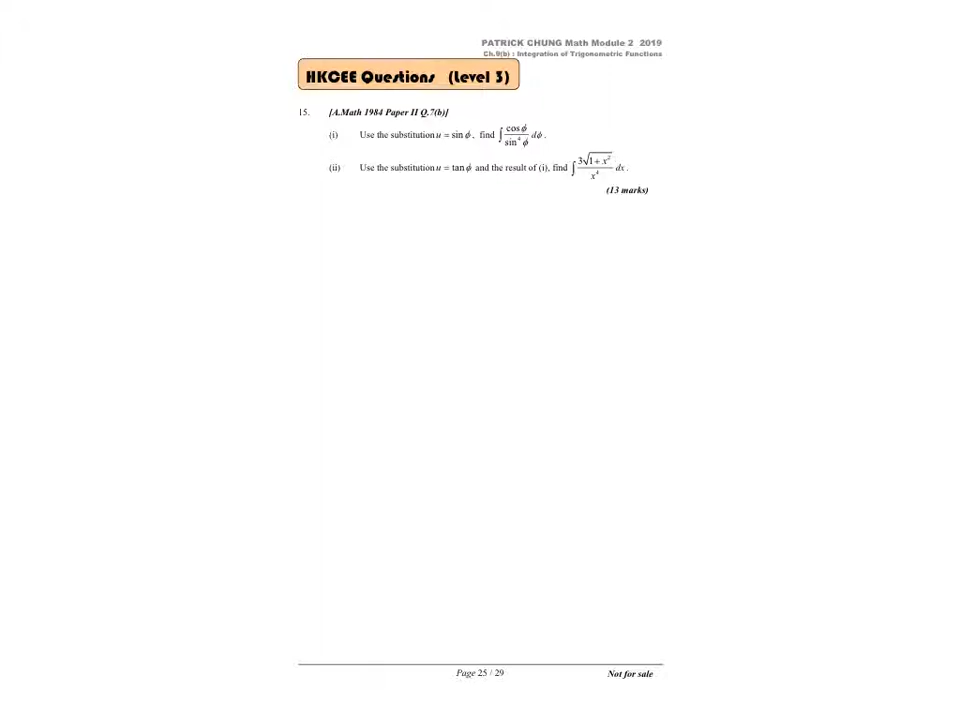 PATRICK CHUNG Math Module 2 2019
Ch.9(b) : Integration of Trigonometric Functions
HKCEE Questions (Level 3)
15. [A.Math 1984 Paper II Q.7(b)]
(i) Use the substitution u = sin ϕ, find ∫ cos ϕ / sin⁴ ϕ dϕ .
(ii) Use the substitution u = tan ϕ and the result of (i), find ∫ 3√(1 + x²) / x⁴ dx .
(13 marks)
Page 25 / 29
Not for sale